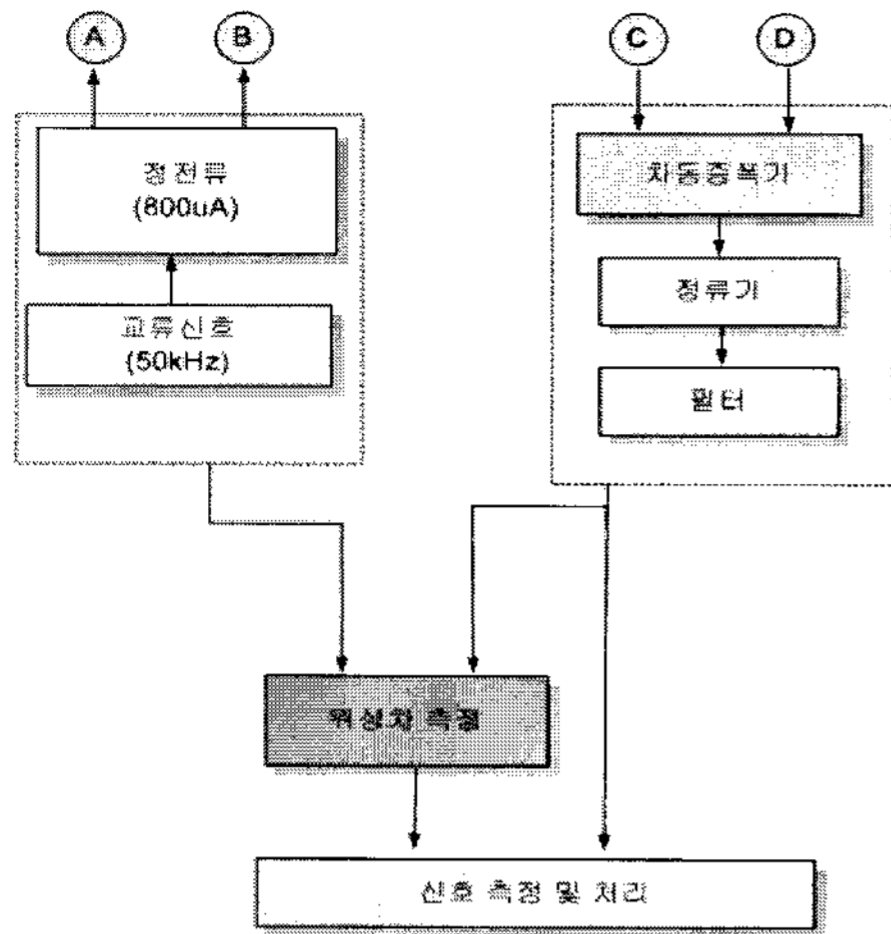 A
B
C
D
정전류
(800uA)
교류신호
(50kHz)
차동증폭기
정류기
필터
위상차 측정
신호 측정 및 처리